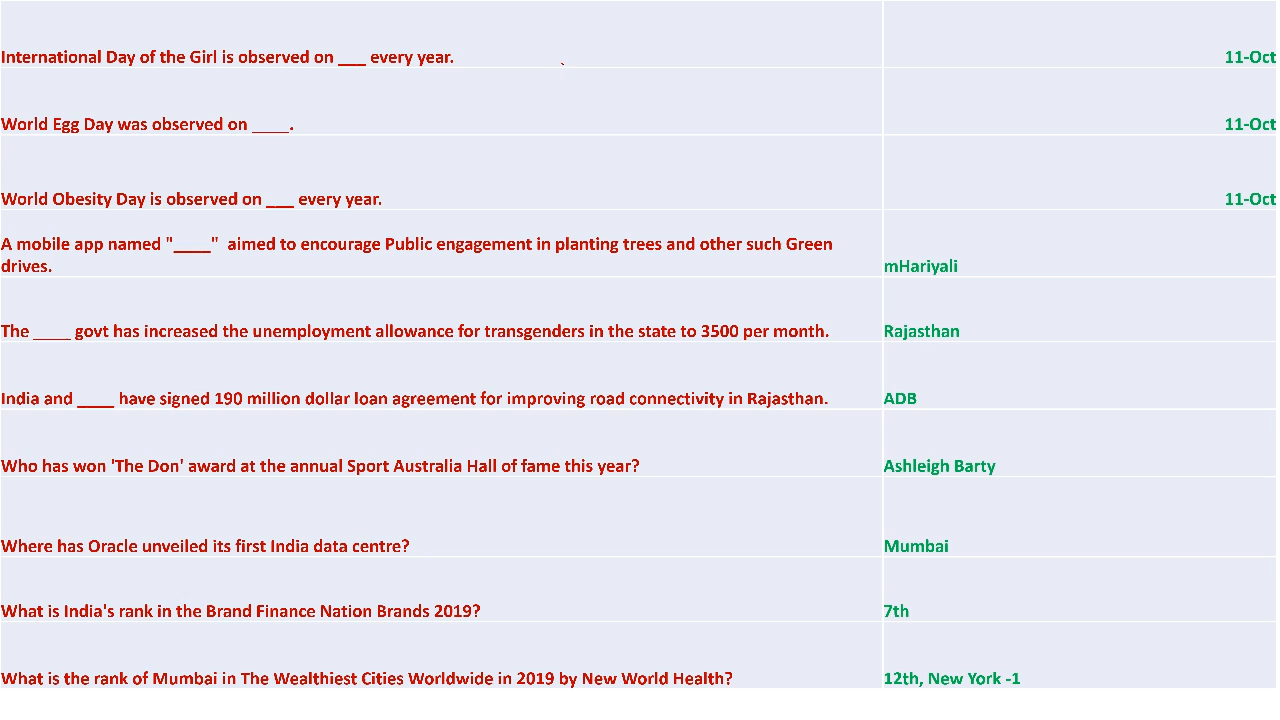 International Day of the Girl is observed on ___ every year. 11-Oct
World Egg Day was observed on ____. 11-Oct
World Obesity Day is observed on ___ every year. 11-Oct
A mobile app named "____"  aimed to encourage Public engagement in planting trees and other such Green
drives. mHariyali
The ____ govt has increased the unemployment allowance for transgenders in the state to 3500 per month. Rajasthan
India and ____ have signed 190 million dollar loan agreement for improving road connectivity in Rajasthan. ADB
Who has won 'The Don' award at the annual Sport Australia Hall of fame this year? Ashleigh Barty
Where has Oracle unveiled its first India data centre? Mumbai
What is India's rank in the Brand Finance Nation Brands 2019? 7th
What is the rank of Mumbai in The Wealthiest Cities Worldwide in 2019 by New World Health? 12th, New York -1